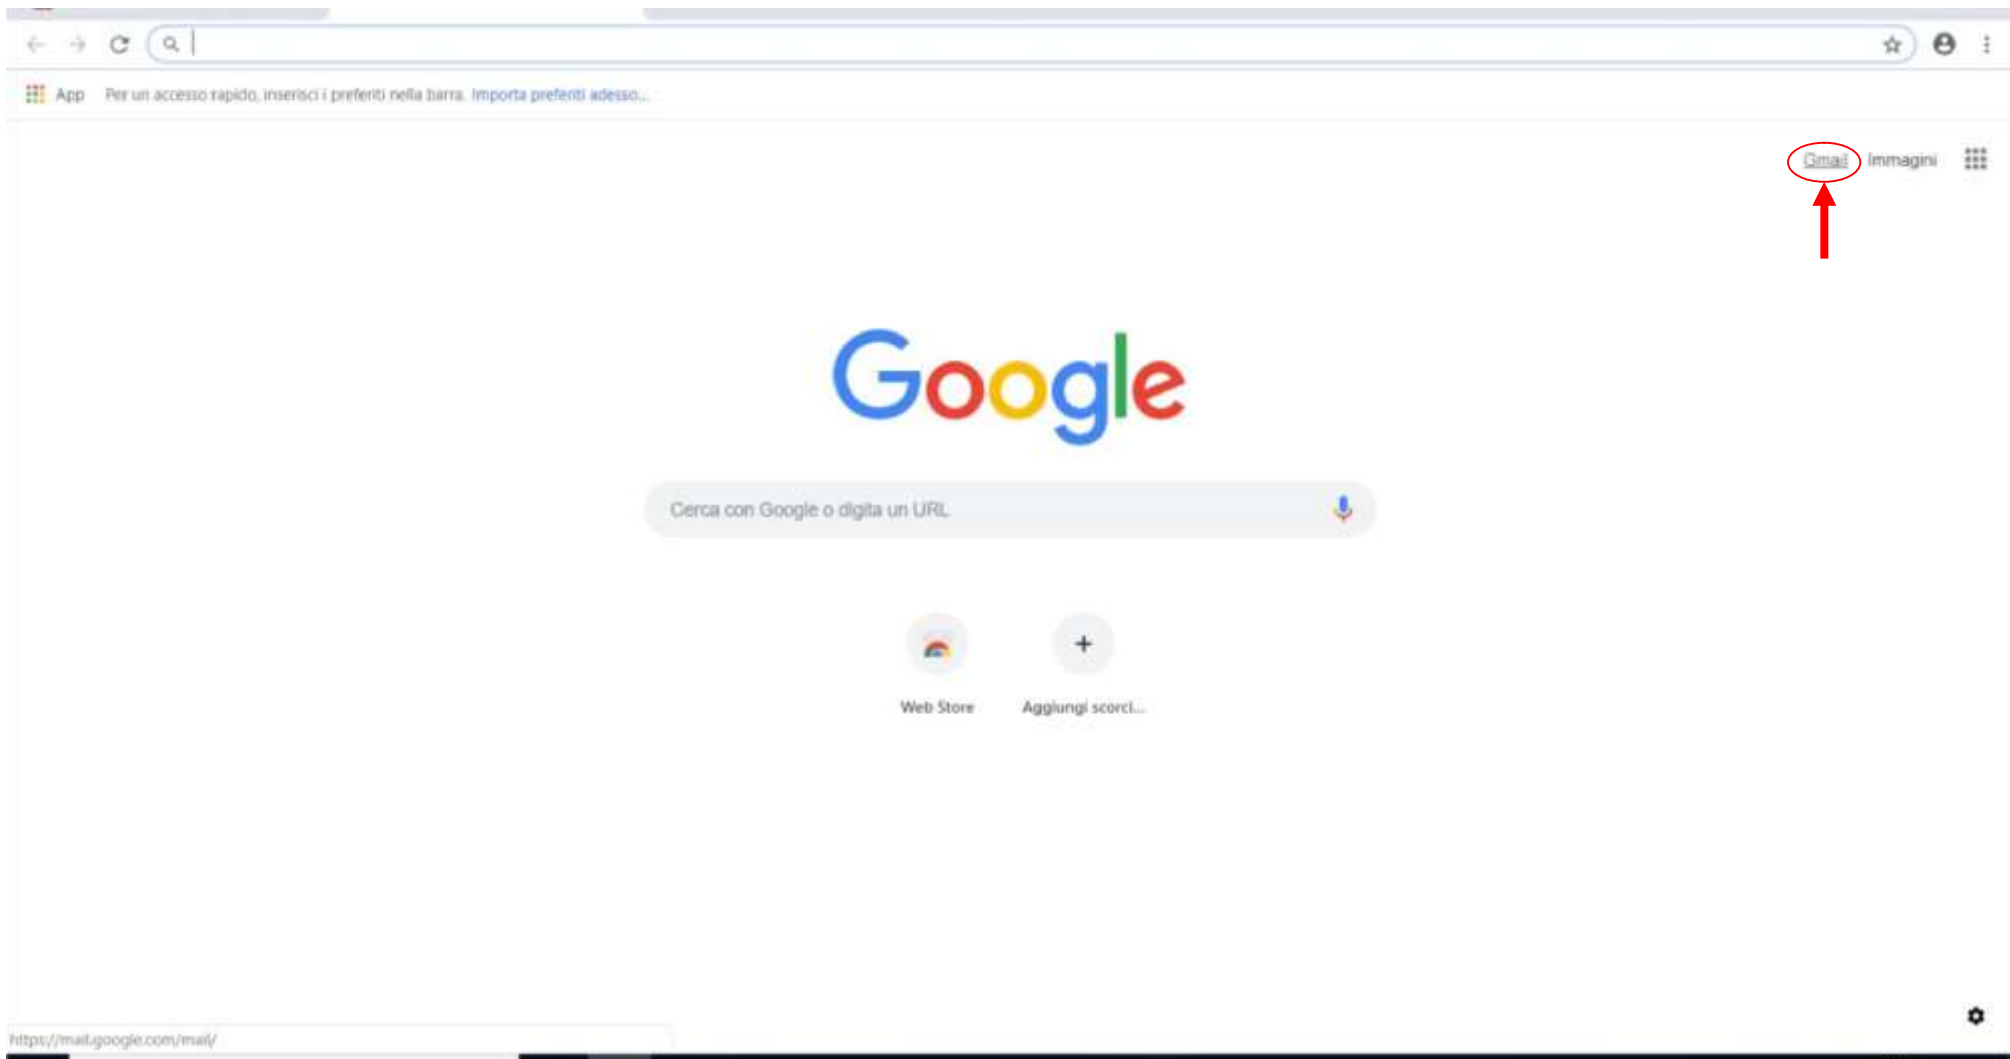 App Per un accesso rapido, inserisci i preferiti nella barra. Importa preferiti adesso...
Gmail Immagini
Google
Cerca con Google o digita un URL
Web Store Aggiungi scorci...
https://mail.google.com/mail/